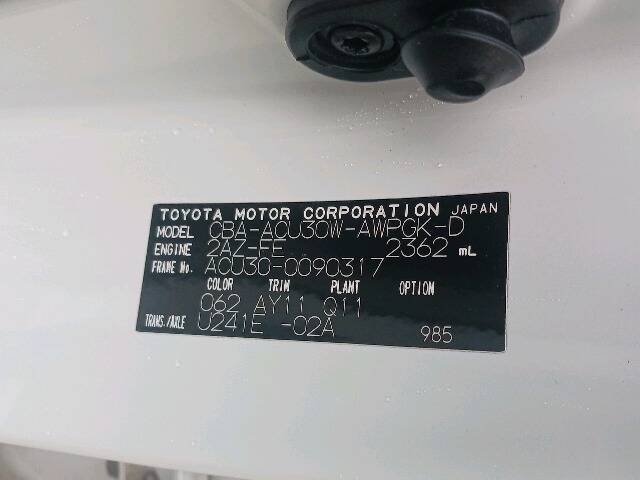 TOYOTA MOTOR CORPORATION JAPAN
MODEL CBA-ACU30W-AWPGK-D
ENGINE 2AZ-FE 2362 mL
FRAME No. ACU30-0090317
COLOR TRIM PLANT OPTION
062 AY11 Q11
TRANS./AXLE U241E -02A
985